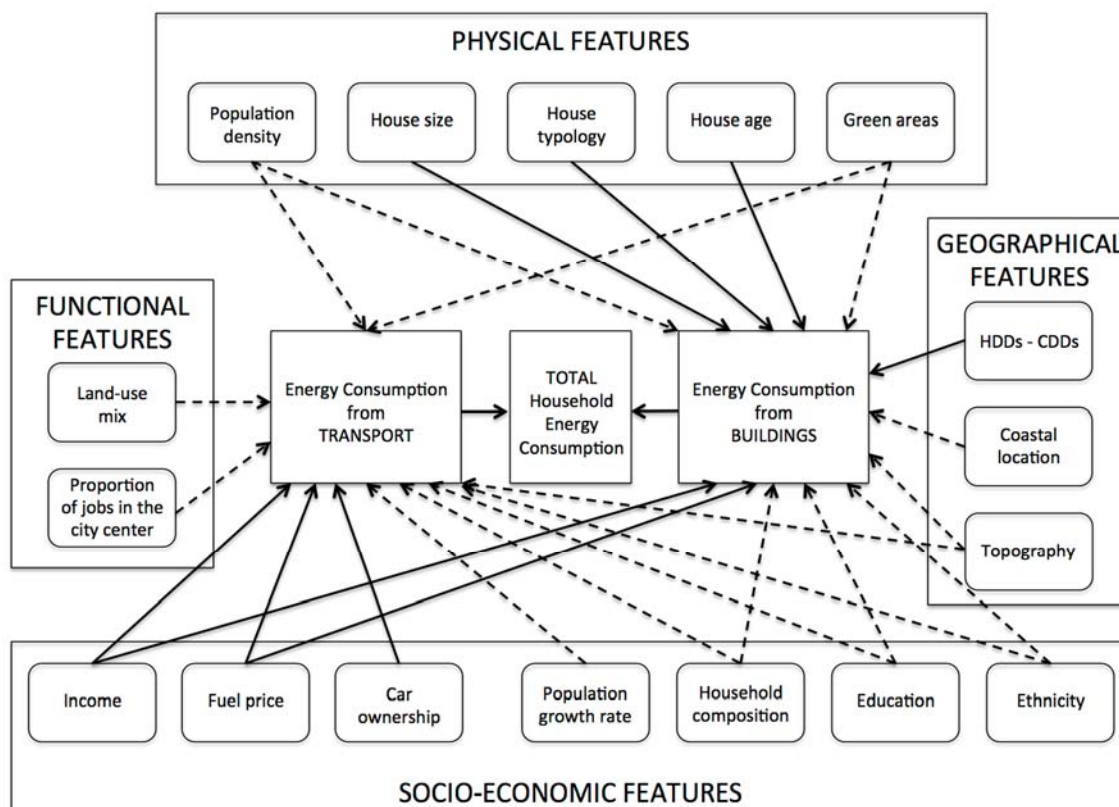 PHYSICAL FEATURES
Population
density
House size
House
typology
House age
Green areas
GEOGRAPHICAL
FEATURES
HDDs - CDDs
Coastal
location
Topography
FUNCTIONAL
FEATURES
Land-use
mix
Proportion
of jobs in the
city center
Energy Consumption
from
TRANSPORT
TOTAL
Household
Energy
Consumption
Energy Consumption
from
BUILDINGS
Income
Fuel price
Car
ownership
Population
growth rate
Household
composition
Education
Ethnicity
SOCIO-ECONOMIC FEATURES